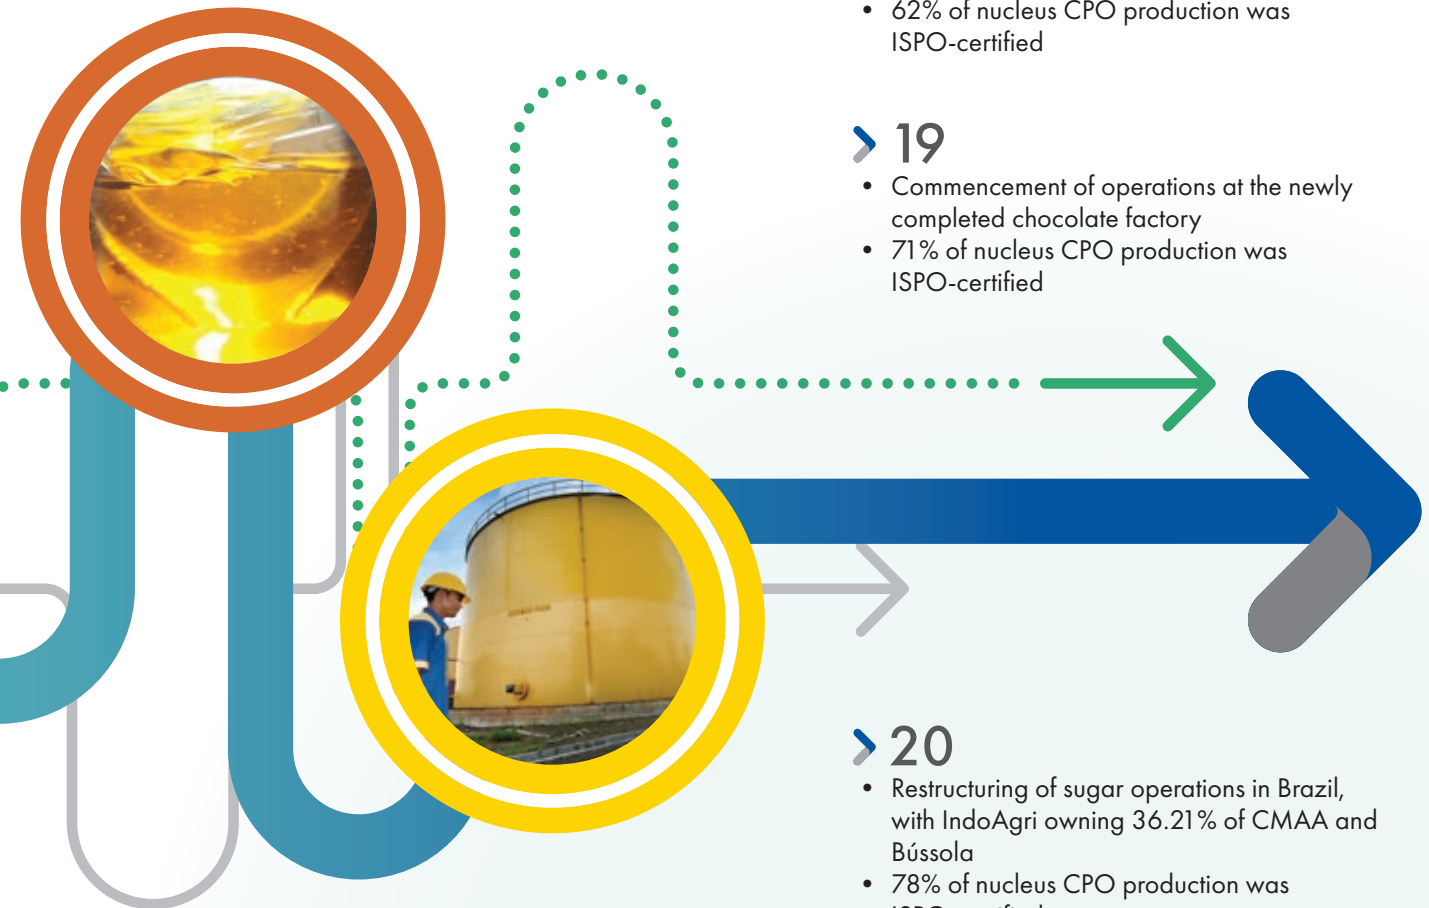 • 62% of nucleus CPO production was
ISPO-certified
19
• Commencement of operations at the newly
completed chocolate factory
• 71% of nucleus CPO production was
ISPO-certified
20
• Restructuring of sugar operations in Brazil,
with IndoAgri owning 36.21% of CMAA and
Bússola
• 78% of nucleus CPO production was